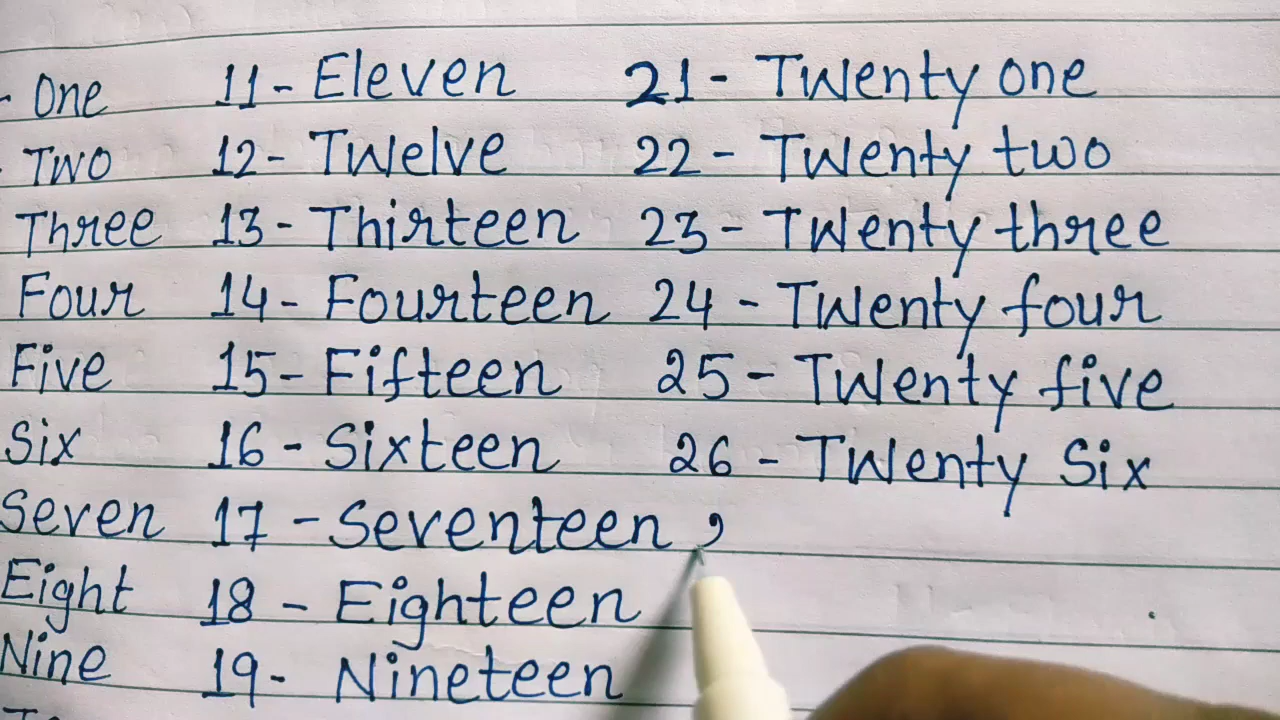 - One 11 - Eleven 21 - Twenty one
- Two 12 - Twelve 22 - Twenty two
Three 13 - Thirteen 23 - Twenty three
Four 14 - Fourteen 24 - Twenty four
Five 15 - Fifteen 25 - Twenty five
Six 16 - Sixteen 26 - Twenty Six
Seven 17 - Seventeen
Eight 18 - Eighteen
Nine 19 - Nineteen